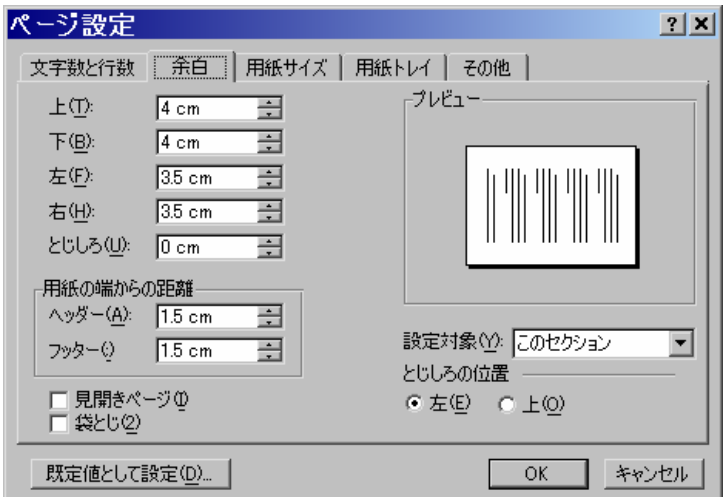 ページ設定
文字数と行数 余白 用紙サイズ 用紙トレイ その他
上(T): 4 cm
下(B): 4 cm
左(F): 3.5 cm
右(H): 3.5 cm
とじしろ(U): 0 cm
用紙の端からの距離
ヘッダー(A): 1.5 cm
フッター(-) 1.5 cm
見開きページ(I)
袋とじ(2)
プレビュー
設定対象(Y): このセクション
とじしろの位置
左(E) 上(O)
既定値として設定(D)... OK キャンセル